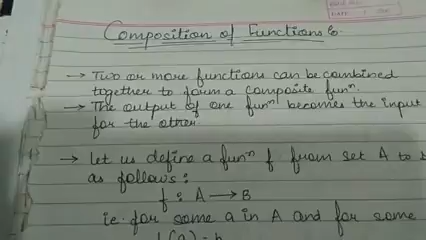 Composition of Functions :-
→ Two or more functions can be combined
together to form a composite funⁿ.
→ The output of one funⁿ becomes the input
for the other.
→ Let us define a funⁿ f from set A to
as follows :
f : A → B
ie. for some a in A and for some